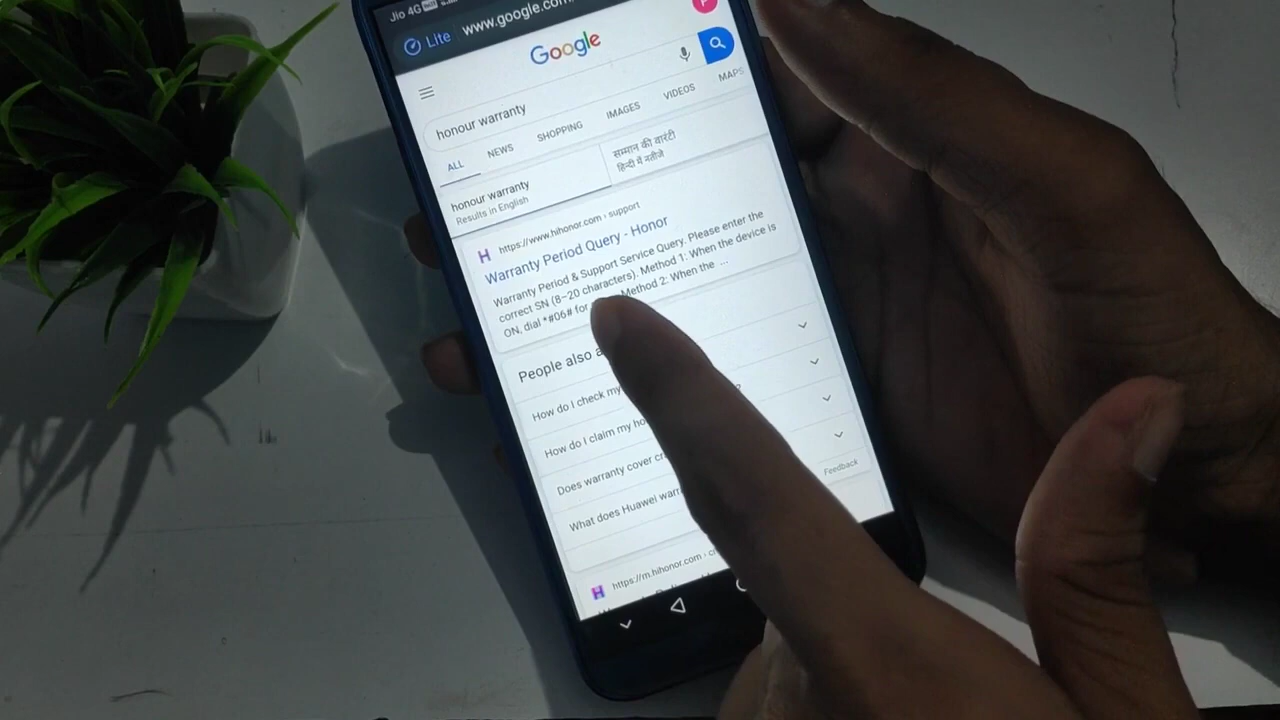 Jio 4G
Lite www.google.com
Google
honour warranty
ALL NEWS SHOPPING IMAGES VIDEOS MAPS
honour warranty
Results in English
सम्मान की वारंटी
हिन्दी में नतीजे
https://www.hihonor.com › support
Warranty Period Query - Honor
Warranty Period & Support Service Query. Please enter the
correct SN (8–20 characters). Method 1: When the device is
ON, dial *#06# for Method 2: When the ...
People also a
How do I check my ?
How do I claim my ho
Does warranty cover cr
What does Huawei warr
Feedback
https://m.hihonor.com ›